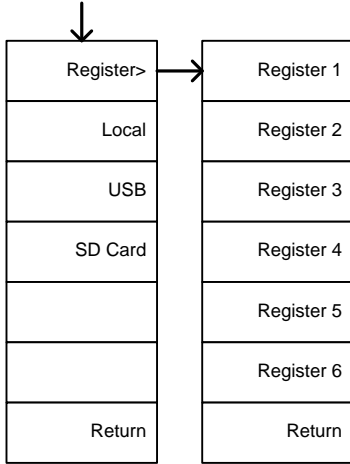 Register>
Local
USB
SD Card
Return
Register 1
Register 2
Register 3
Register 4
Register 5
Register 6
Return